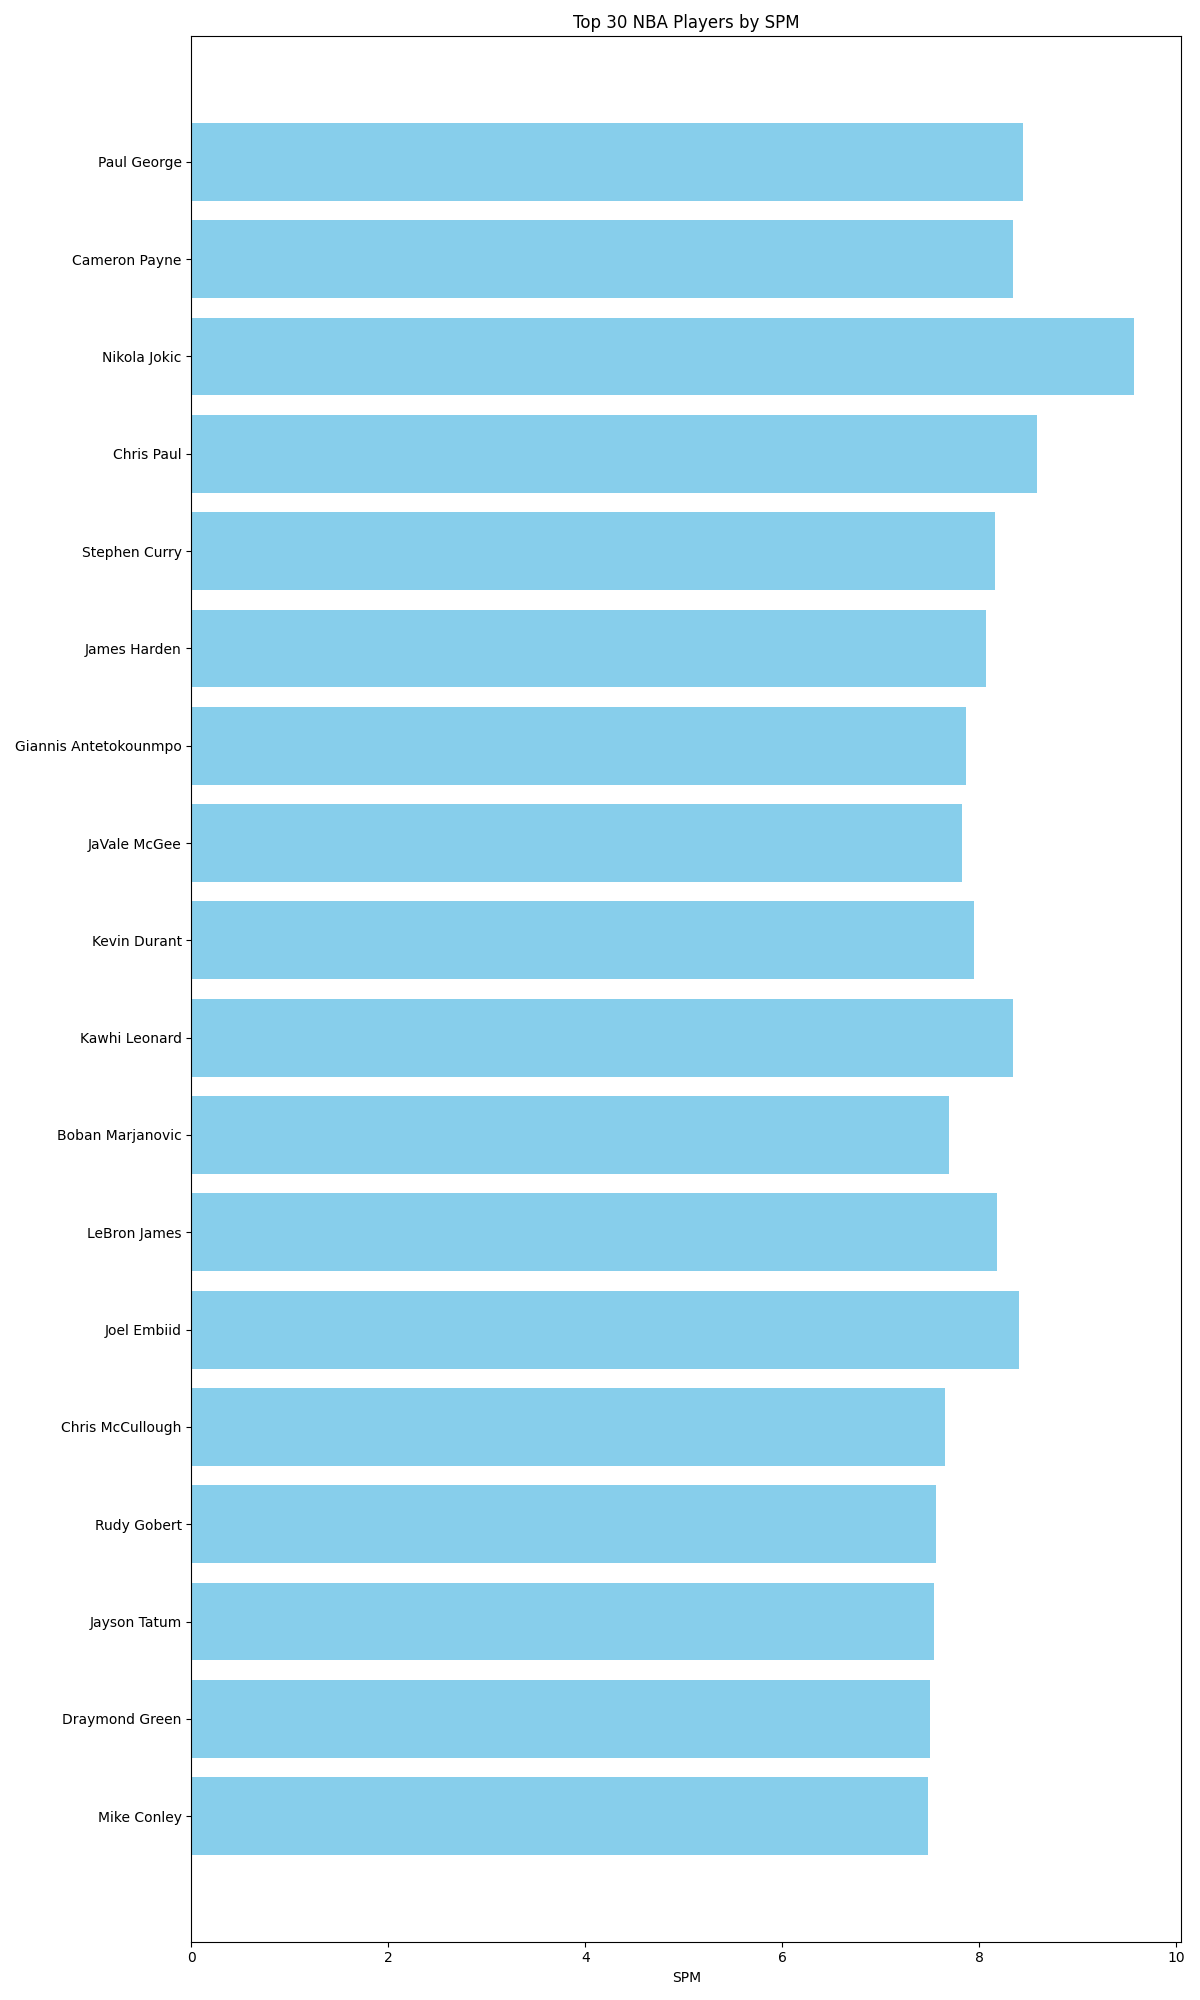 Top 30 NBA Players by SPM
Paul George
Cameron Payne
Nikola Jokic
Chris Paul
Stephen Curry
James Harden
Giannis Antetokounmpo
JaVale McGee
Kevin Durant
Kawhi Leonard
Boban Marjanovic
LeBron James
Joel Embiid
Chris McCullough
Rudy Gobert
Jayson Tatum
Draymond Green
Mike Conley
0 2 4 6 8 10
SPM